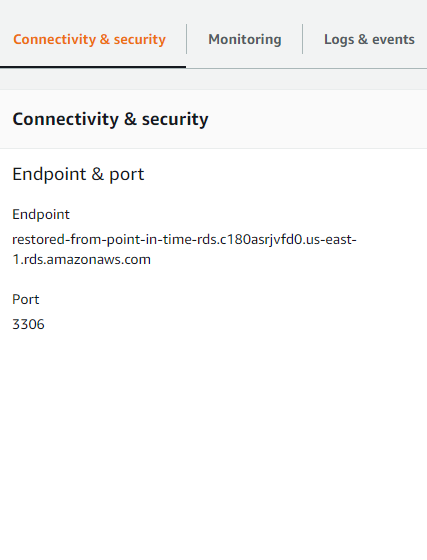 Connectivity & security
Monitoring
Logs & events
Connectivity & security
Endpoint & port
Endpoint
restored-from-point-in-time-rds.c180asrjvfd0.us-east-
1.rds.amazonaws.com
Port
3306